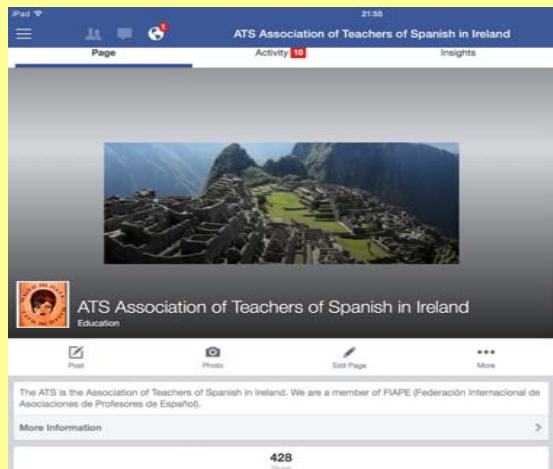 iPad 21:55
1
ATS Association of Teachers of Spanish in Ireland
Page Activity 10 Insights
ATS Association of Teachers of Spanish in Ireland
Education
Post Photo Edit Page More
The ATS is the Association of Teachers of Spanish in Ireland. We are a member of FIAPE (Federación Internacional de
Asociaciones de Profesores de Español).
More Information
428